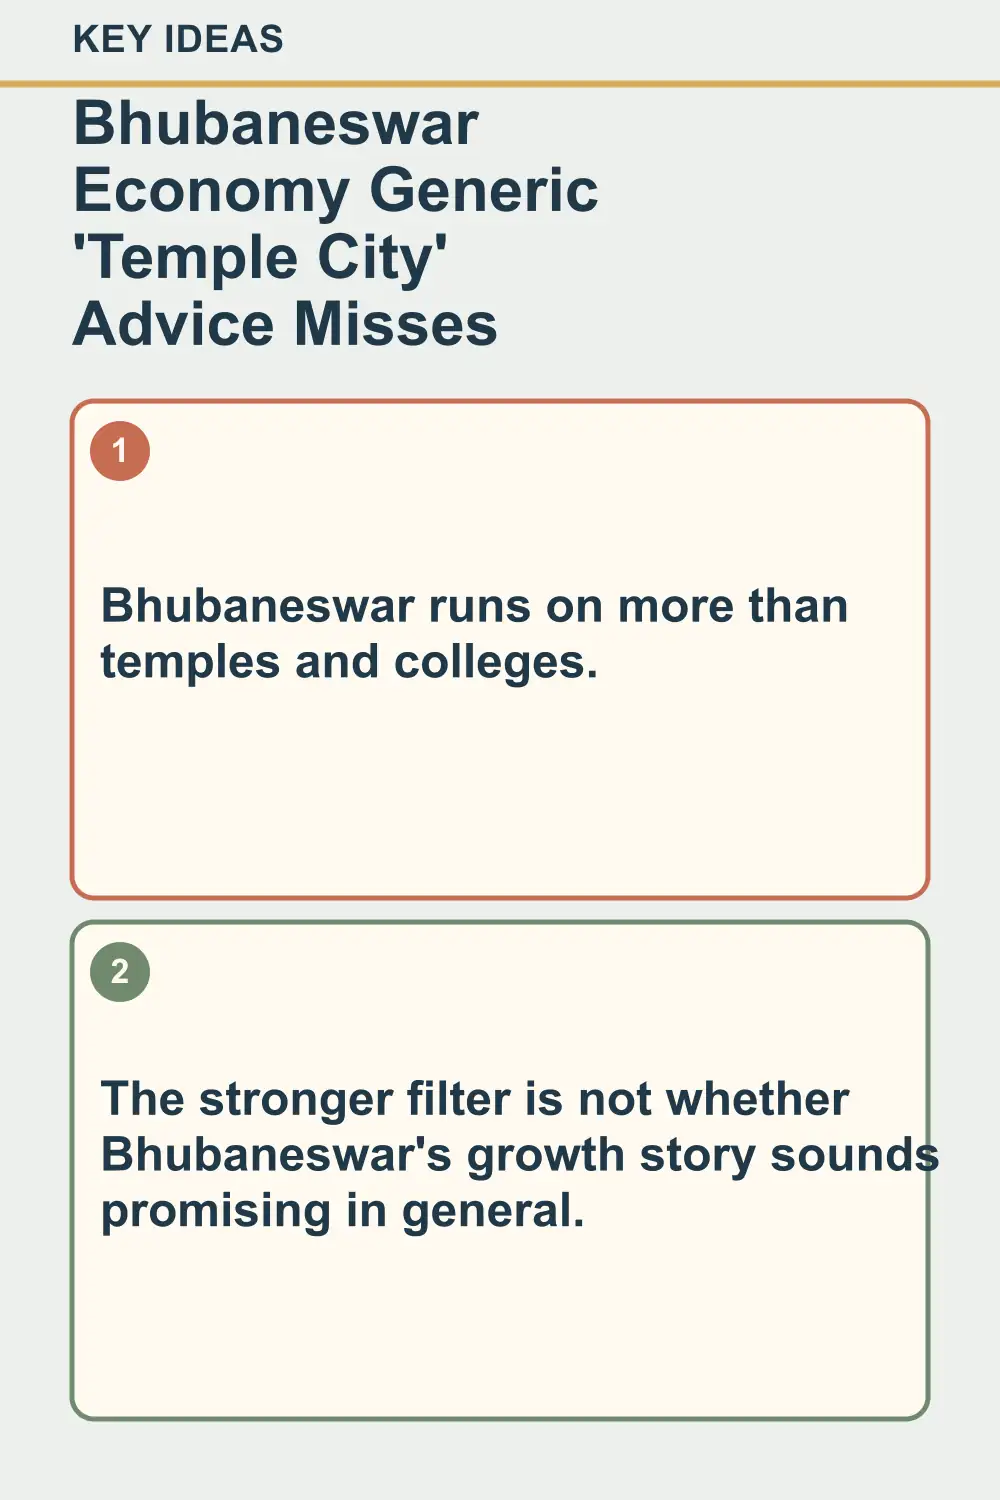 KEY IDEAS
Bhubaneswar
Economy Generic
'Temple City'
Advice Misses
1
Bhubaneswar runs on more than
temples and colleges.
2
The stronger filter is not whether
Bhubaneswar's growth story sounds
promising in general.